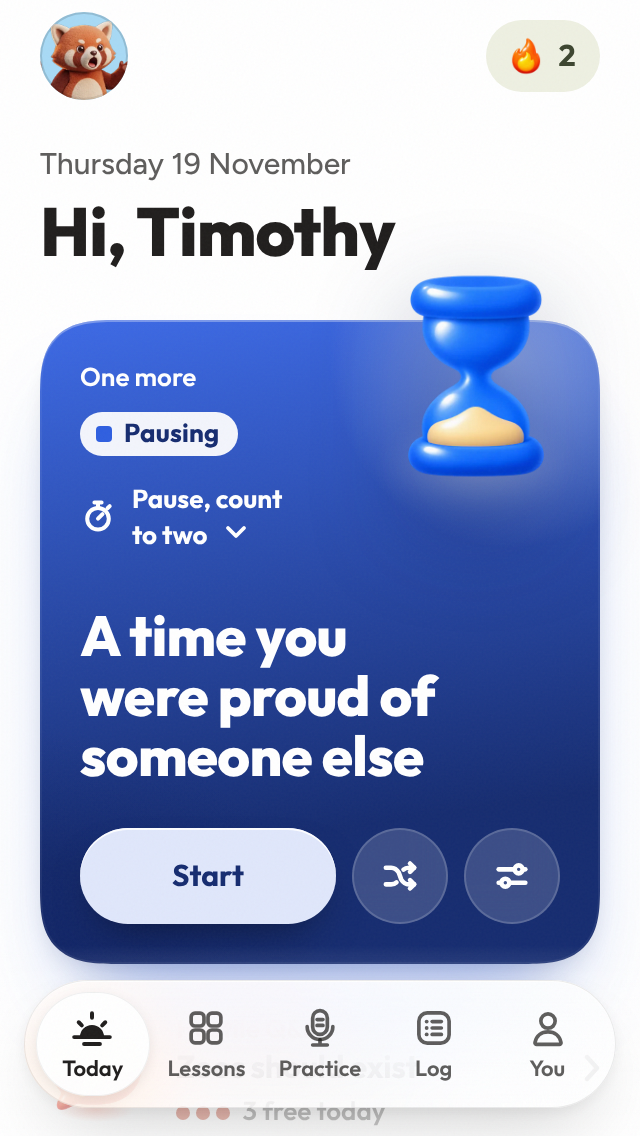 2
Thursday 19 November
Hi, Timothy
One more
Pausing
Pause, count
to two
A time you
were proud of
someone else
Start
Today
Lessons
Practice
Log
You
3 free today